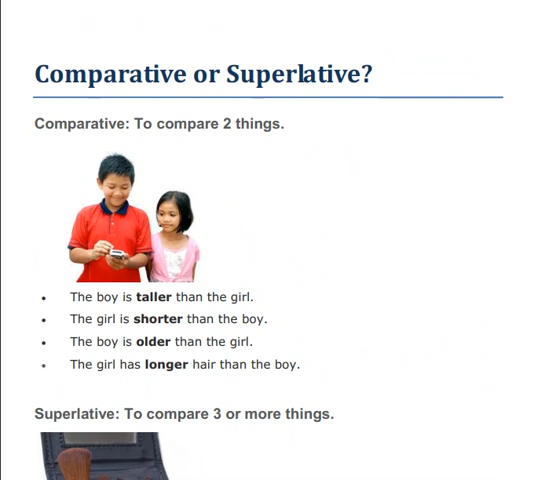 Comparative or Superlative?
Comparative: To compare 2 things.
• The boy is taller than the girl.
• The girl is shorter than the boy.
• The boy is older than the girl.
• The girl has longer hair than the boy.
Superlative: To compare 3 or more things.